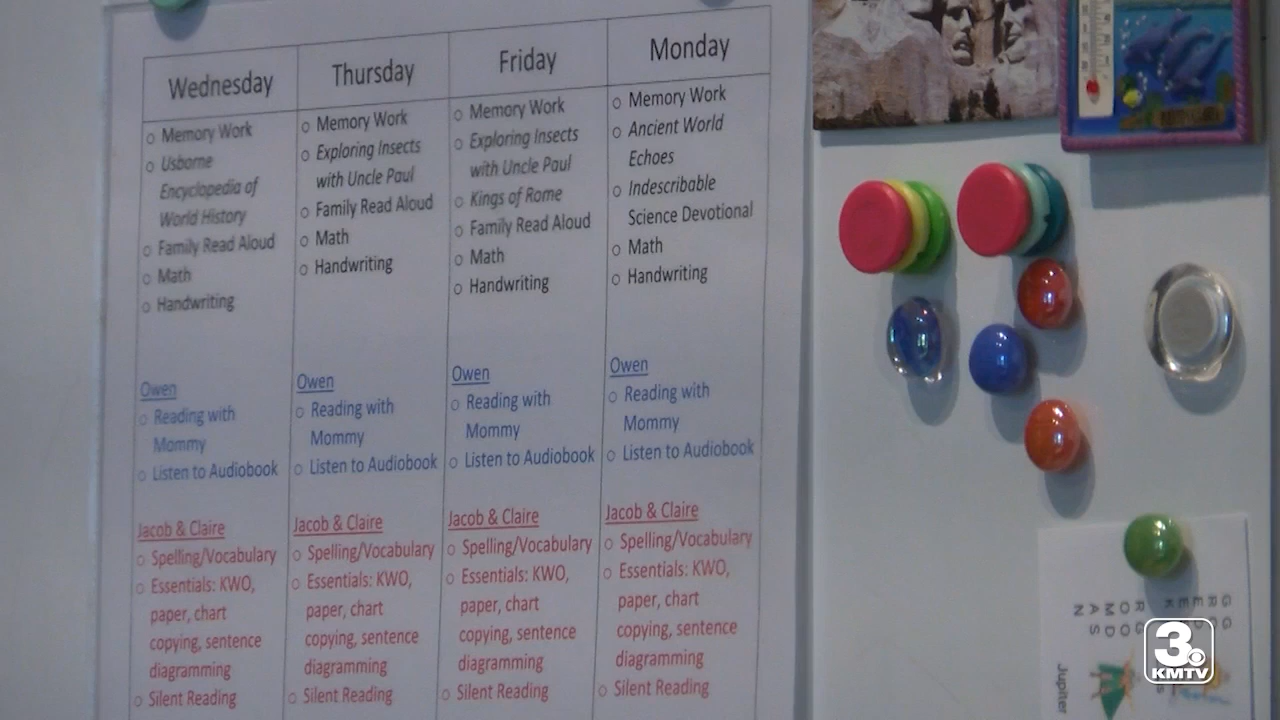 Wednesday
Thursday
Friday
Monday
○ Memory Work
○ Usborne
Encyclopedia of
World History
○ Family Read Aloud
○ Math
○ Handwriting
○ Memory Work
○ Exploring Insects
with Uncle Paul
○ Family Read Aloud
○ Math
○ Handwriting
○ Memory Work
○ Exploring Insects
with Uncle Paul
○ Kings of Rome
○ Family Read Aloud
○ Math
○ Handwriting
○ Memory Work
○ Ancient World
Echoes
○ Indescribable
Science Devotional
○ Math
○ Handwriting
Owen
○ Reading with
Mommy
○ Listen to Audiobook
Owen
○ Reading with
Mommy
○ Listen to Audiobook
Owen
○ Reading with
Mommy
○ Listen to Audiobook
Owen
○ Reading with
Mommy
○ Listen to Audiobook
Jacob & Claire
○ Spelling/Vocabulary
○ Essentials: KWO,
paper, chart
copying, sentence
diagramming
○ Silent Reading
Jacob & Claire
○ Spelling/Vocabulary
○ Essentials: KWO,
paper, chart
copying, sentence
diagramming
○ Silent Reading
Jacob & Claire
○ Spelling/Vocabulary
○ Essentials: KWO,
paper, chart
copying, sentence
diagramming
○ Silent Reading
Jacob & Claire
○ Spelling/Vocabulary
○ Essentials: KWO,
paper, chart
copying, sentence
diagramming
○ Silent Reading
Jupiter
3
KMTV